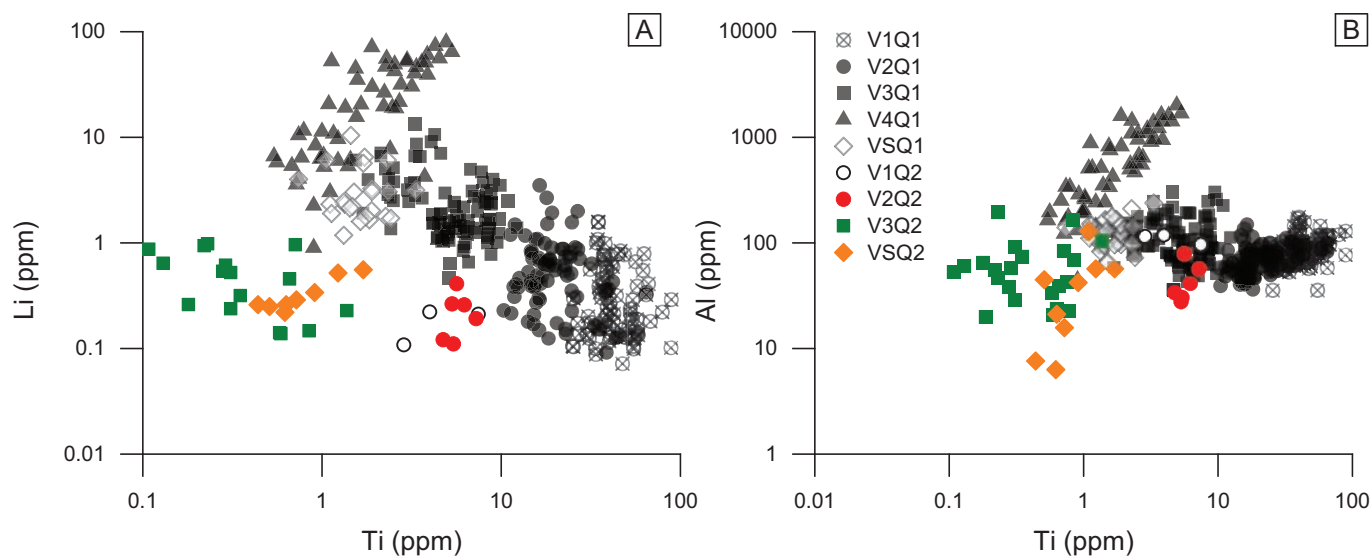 A
100
10
1
0.1
0.01
Li (ppm)
0.1 1 10 100
Ti (ppm)
B
10000
1000
100
10
1
Al (ppm)
V1Q1
V2Q1
V3Q1
V4Q1
VSQ1
V1Q2
V2Q2
V3Q2
VSQ2
0.01 0.1 1 10 100
Ti (ppm)